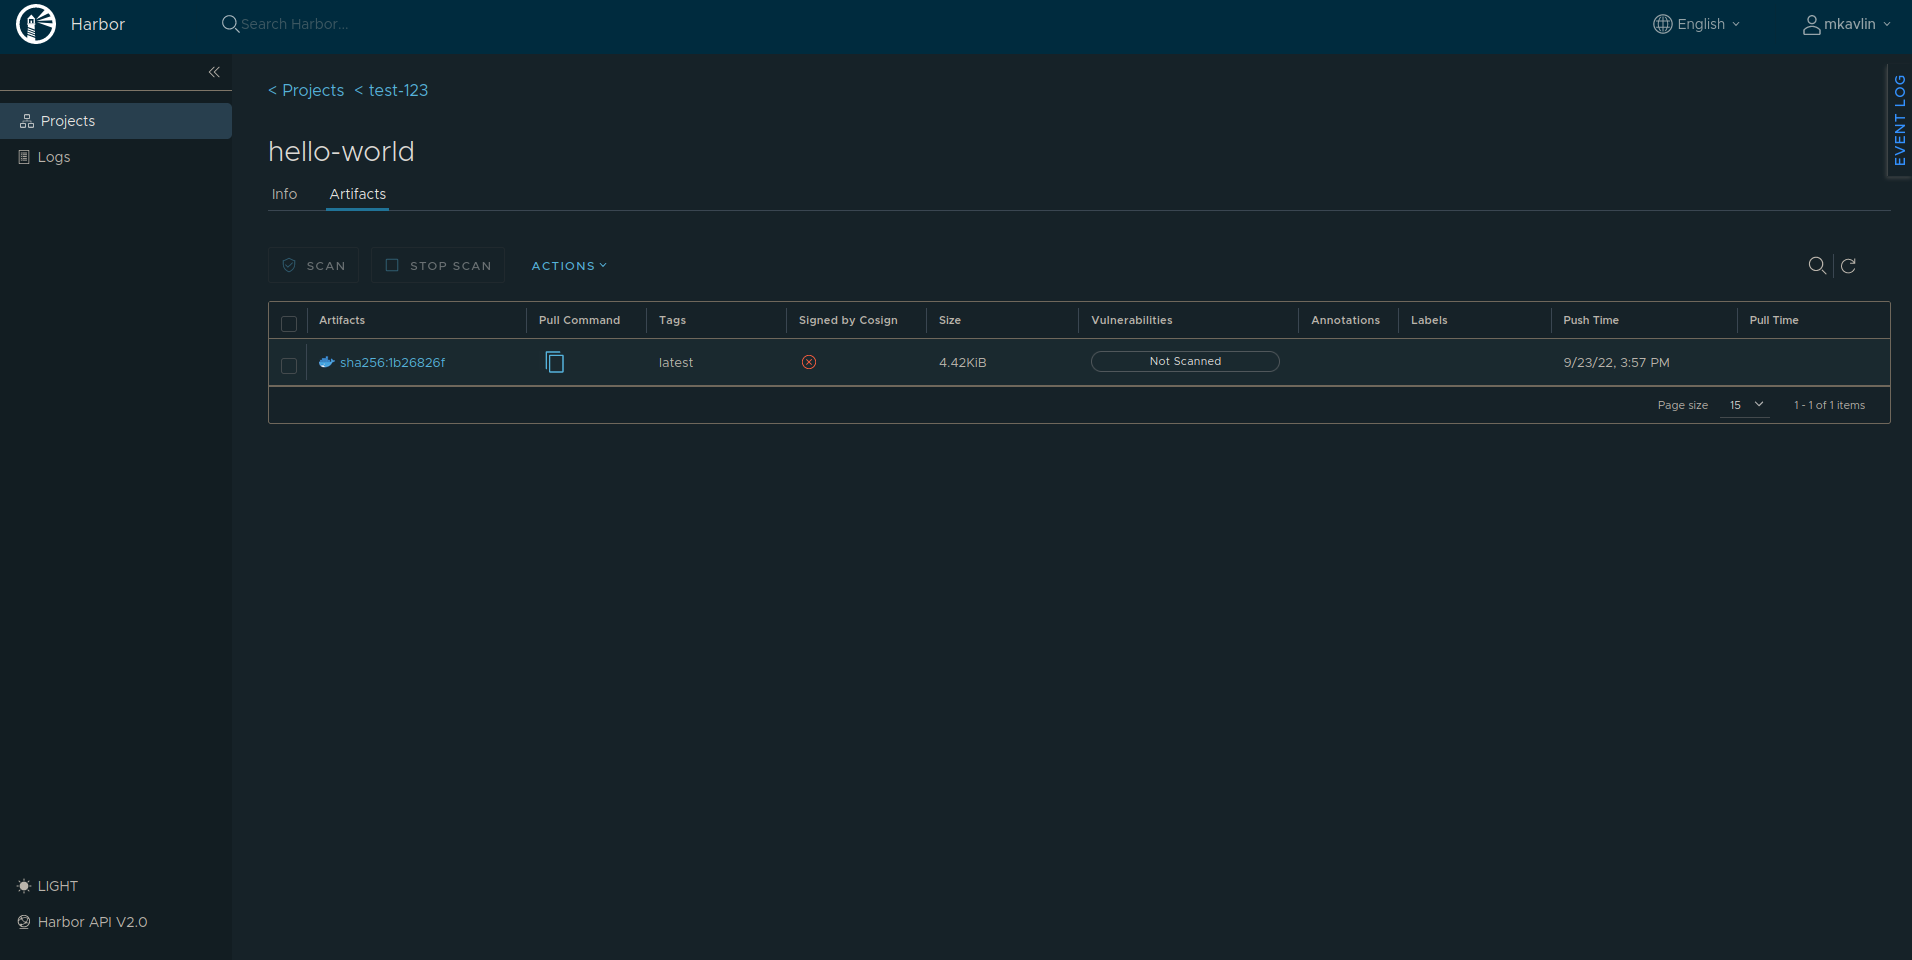 Harbor
Search Harbor...
English
mkavlin
EVENT LOG
Projects
Logs
< Projects < test-123
hello-world
Info Artifacts
SCAN STOP SCAN ACTIONS
Artifacts Pull Command Tags Signed by Cosign Size Vulnerabilities Annotations Labels Push Time Pull Time
sha256:1b26826f latest 4.42KiB Not Scanned 9/23/22, 3:57 PM
Page size 15 1 - 1 of 1 items
LIGHT
Harbor API V2.0